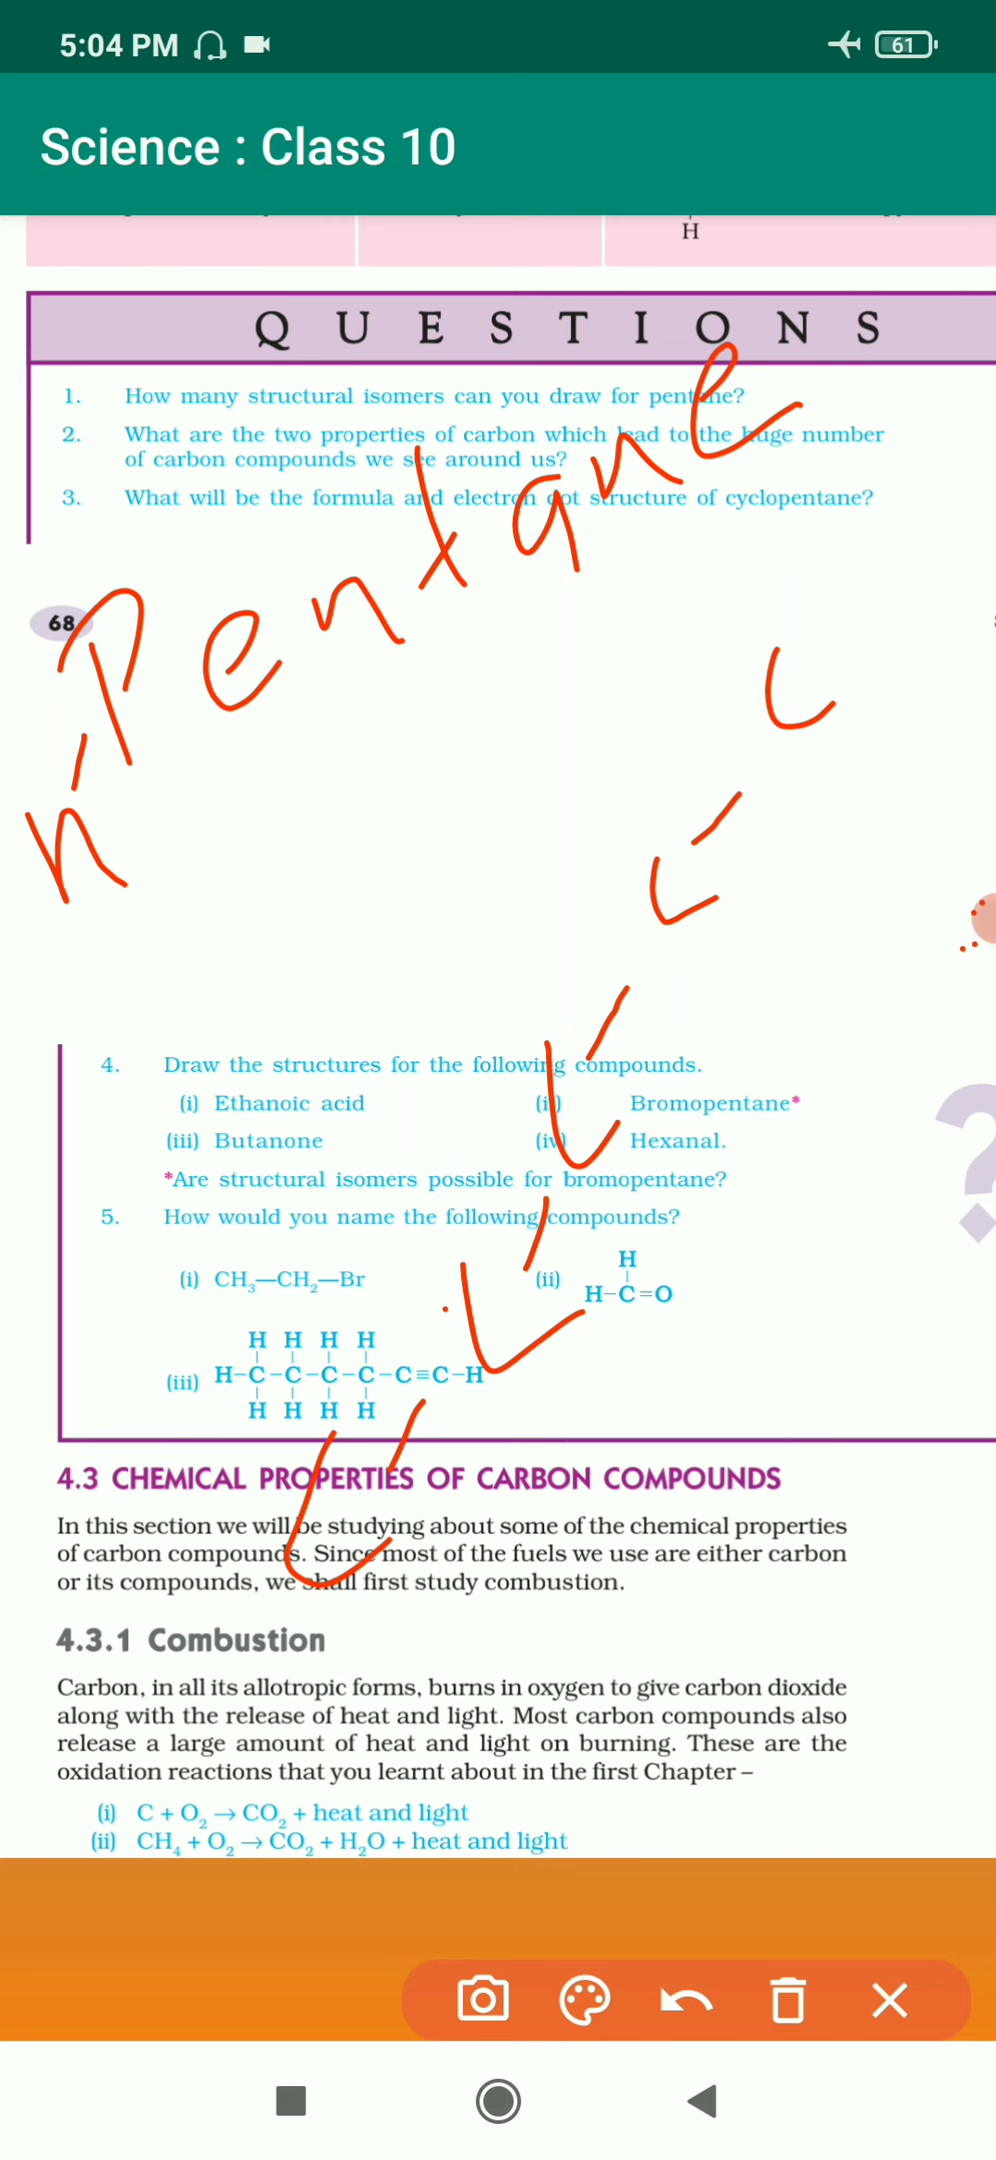 5:04 PM
61
Science : Class 10
H
QUESTIONS
1. How many structural isomers can you draw for pentane?
2. What are the two properties of carbon which lead to the huge number
of carbon compounds we see around us?
3. What will be the formula and electron dot structure of cyclopentane?
68
n-Pentane
C-C-C-C-C
4. Draw the structures for the following compounds.
(i) Ethanoic acid (ii) Bromopentane*
(iii) Butanone (iv) Hexanal.
*Are structural isomers possible for bromopentane?
5. How would you name the following compounds?
(i) CH₃—CH₂—Br (ii) H
H-C=O
H H H H
(iii) H-C-C-C-C-C≡C-H
H H H H
4.3 CHEMICAL PROPERTIES OF CARBON COMPOUNDS
In this section we will be studying about some of the chemical properties
of carbon compounds. Since most of the fuels we use are either carbon
or its compounds, we shall first study combustion.
4.3.1 Combustion
Carbon, in all its allotropic forms, burns in oxygen to give carbon dioxide
along with the release of heat and light. Most carbon compounds also
release a large amount of heat and light on burning. These are the
oxidation reactions that you learnt about in the first Chapter –
(i) C + O₂ → CO₂ + heat and light
(ii) CH₄ + O₂ → CO₂ + H₂O + heat and light
?